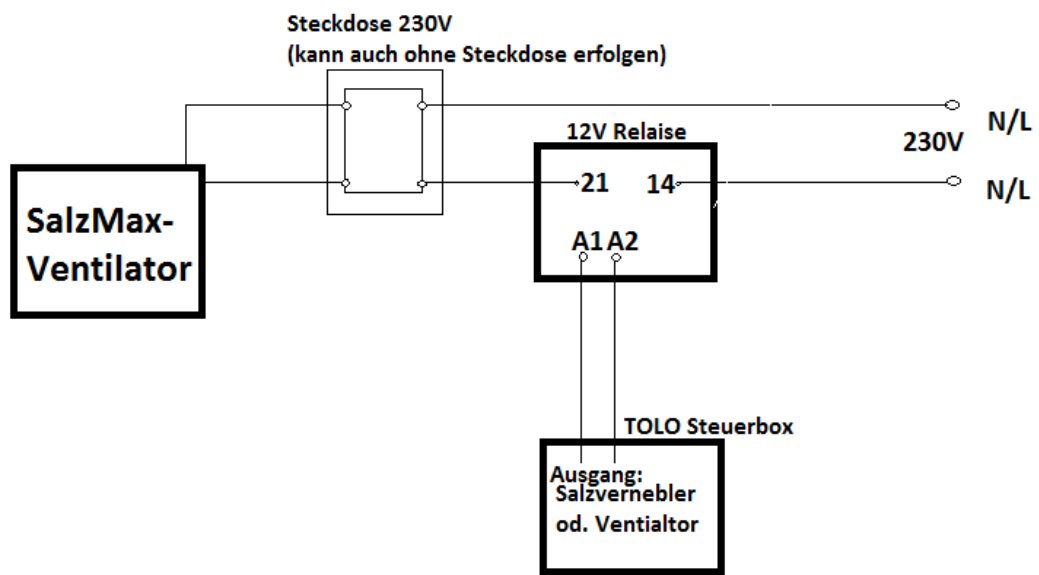 Steckdose 230V
(kann auch ohne Steckdose erfolgen)
N/L
12V Relaise
230V
21
14
N/L
SalzMax-
Ventilator
A1
A2
TOLO Steuerbox
Ausgang:
Salzvernebler
od. Ventialtor